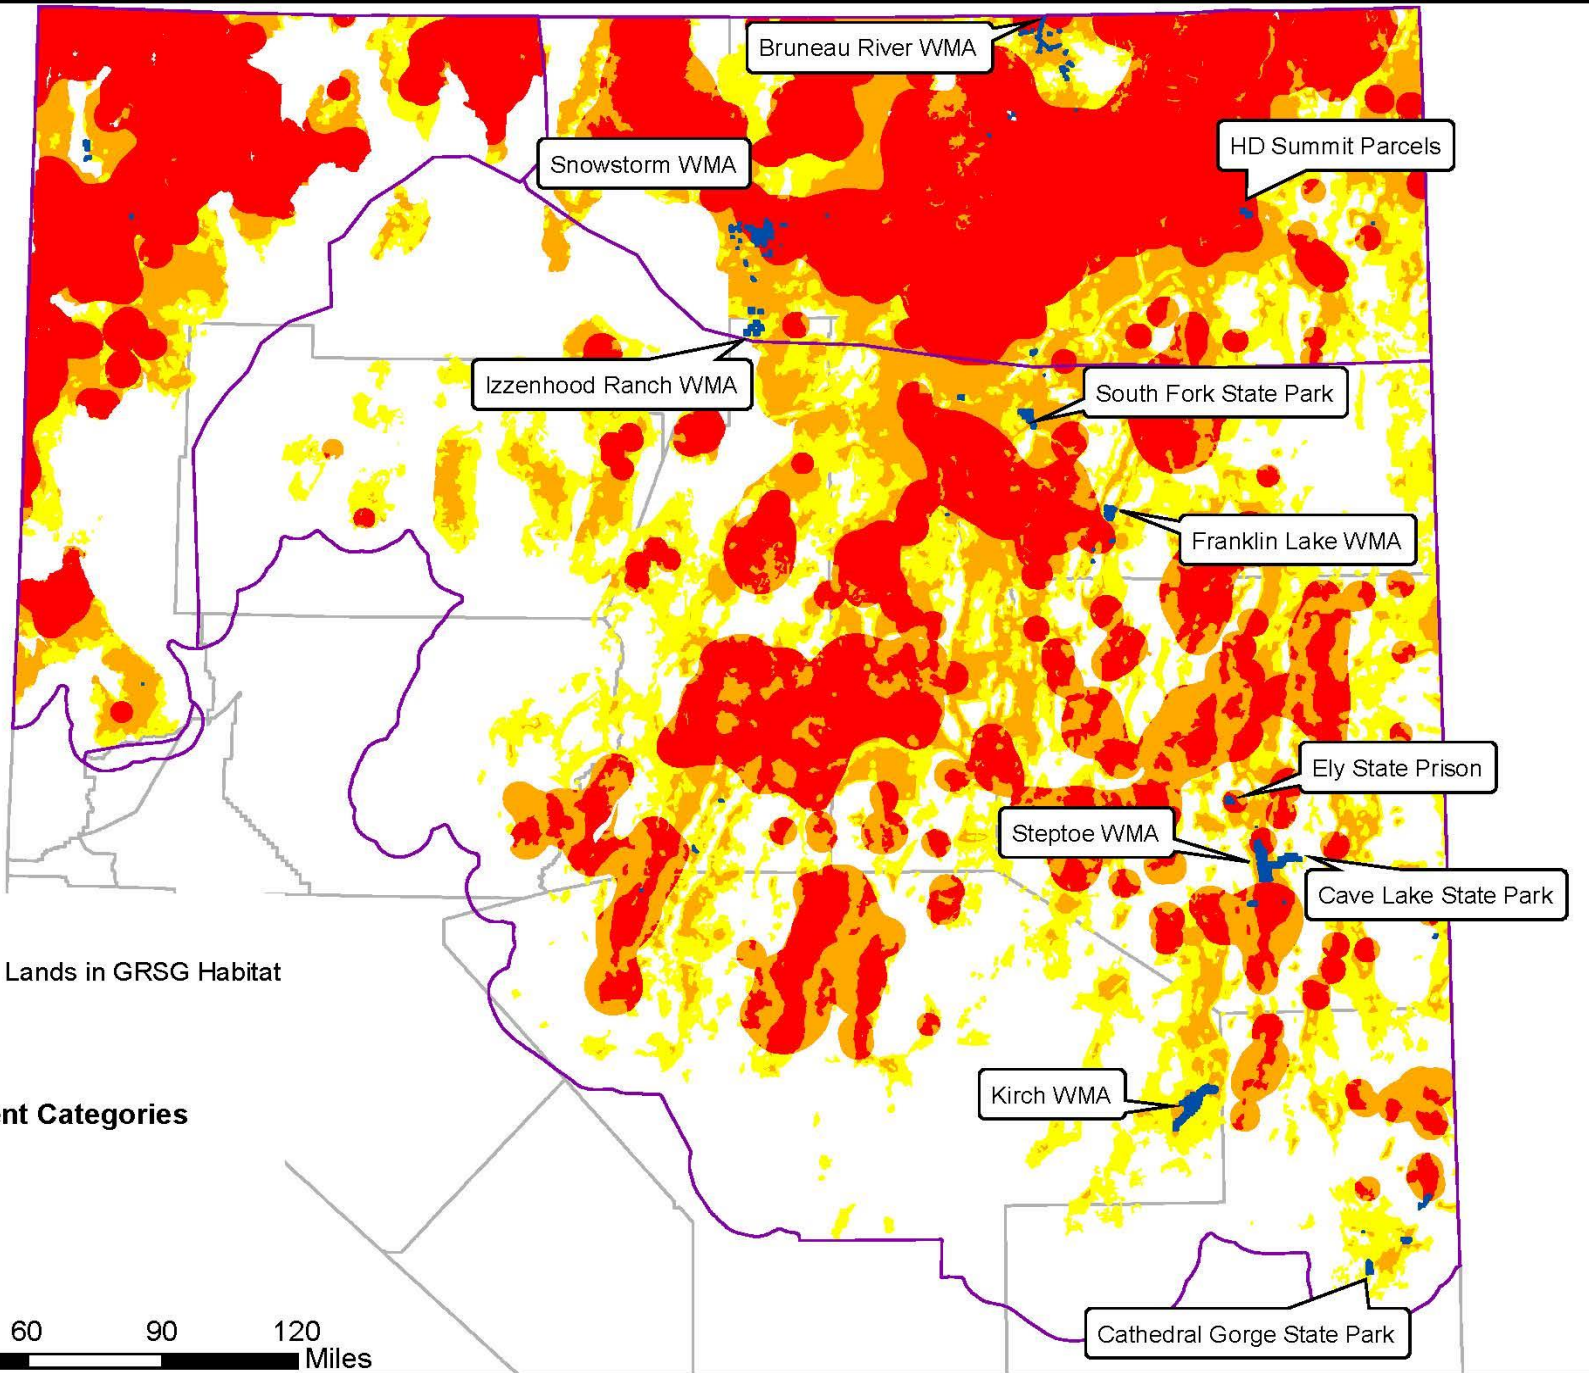 Bruneau River WMA
HD Summit Parcels
Snowstorm WMA
Izzenhood Ranch WMA
South Fork State Park
Franklin Lake WMA
Ely State Prison
Steptoe WMA
Cave Lake State Park
Lands in GRSG Habitat
Kirch WMA
nt Categories
Cathedral Gorge State Park
60 90 120
Miles